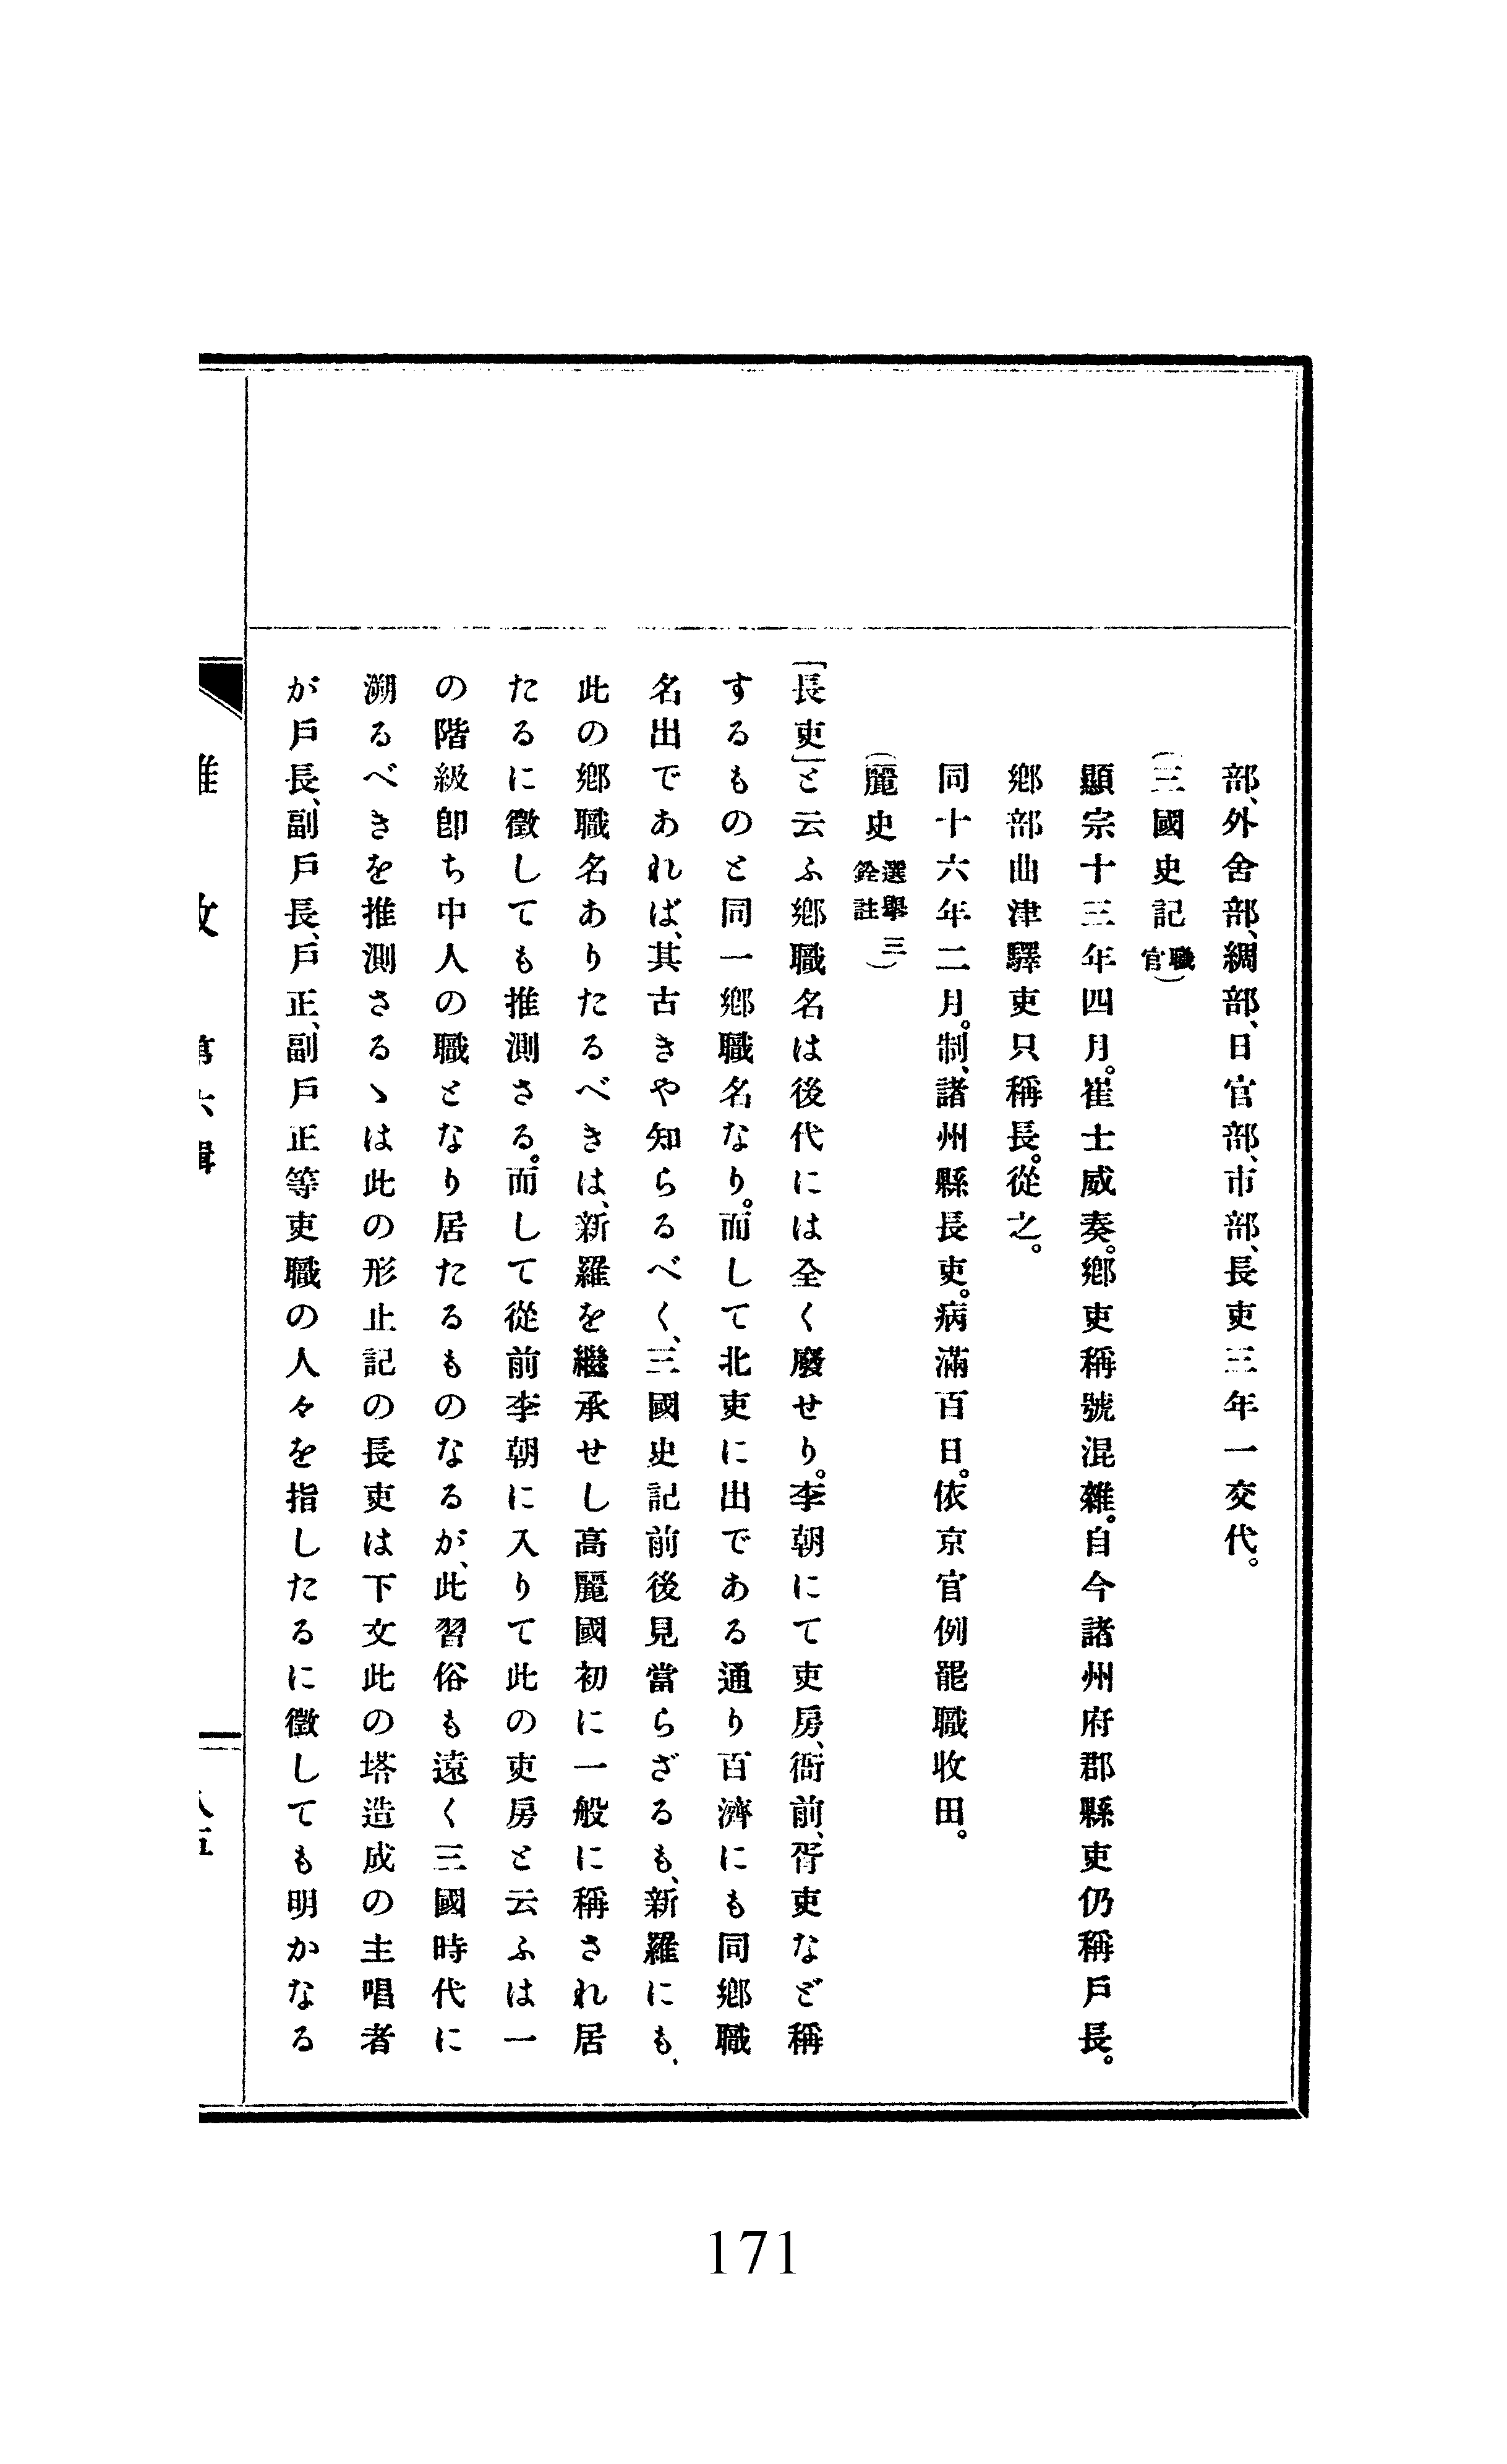 部、外舍部、綢部、日官部、市部、長吏三年一交代。
(三國史記 職官)
顯宗十三年四月。崔士威奏。鄕吏稱號混雜。自今諸州府郡縣吏仍稱戶長。
鄕部曲津驛吏只稱長。從之。
同十六年二月。制、諸州縣長吏。病滿百日。依京官例罷職收田。
(麗史 選擧三 銓註)
「長吏」と云ふ鄕職名は後代には全く廢せり。李朝にて吏房、衙前、胥吏など稱
するものと同一鄕職名なり。而して北吏に出である通り百濟にも同鄕職
名出であれば、其古きや知らるべく、三國史記前後見當らざるも、新羅にも、
此の鄕職名ありたるべきは、新羅を繼承せし高麗國初に一般に稱され居
たるに徵しても推測さる。而して從前李朝に入りて此の吏房と云ふは一
の階級卽ち中人の職となり居たるものなるが、此習俗も遠く三國時代に
溯るべきを推測さるゝは此の形止記の長吏は下文此の塔造成の主唱者
が戶長、副戶長、戶正、副戶正等吏職の人々を指したるに徵しても明かなる
171